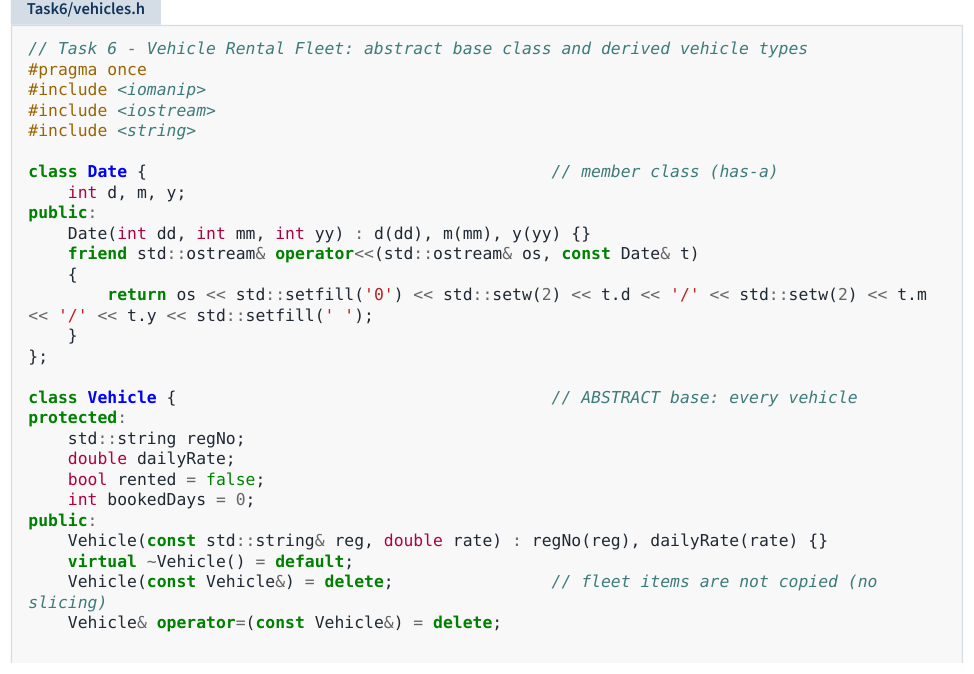 Task6/vehicles.h
// Task 6 - Vehicle Rental Fleet: abstract base class and derived vehicle types
#pragma once
#include <iomanip>
#include <iostream>
#include <string>
class Date {                                         // member class (has-a)
    int d, m, y;
public:
    Date(int dd, int mm, int yy) : d(dd), m(mm), y(yy) {}
    friend std::ostream& operator<<(std::ostream& os, const Date& t)
    {
        return os << std::setfill('0') << std::setw(2) << t.d << '/' << std::setw(2) << t.m
<< '/' << t.y << std::setfill(' ');
    }
};
class Vehicle {                                      // ABSTRACT base: every vehicle
protected:
    std::string regNo;
    double dailyRate;
    bool rented = false;
    int bookedDays = 0;
public:
    Vehicle(const std::string& reg, double rate) : regNo(reg), dailyRate(rate) {}
    virtual ~Vehicle() = default;
    Vehicle(const Vehicle&) = delete;                // fleet items are not copied (no
slicing)
    Vehicle& operator=(const Vehicle&) = delete;